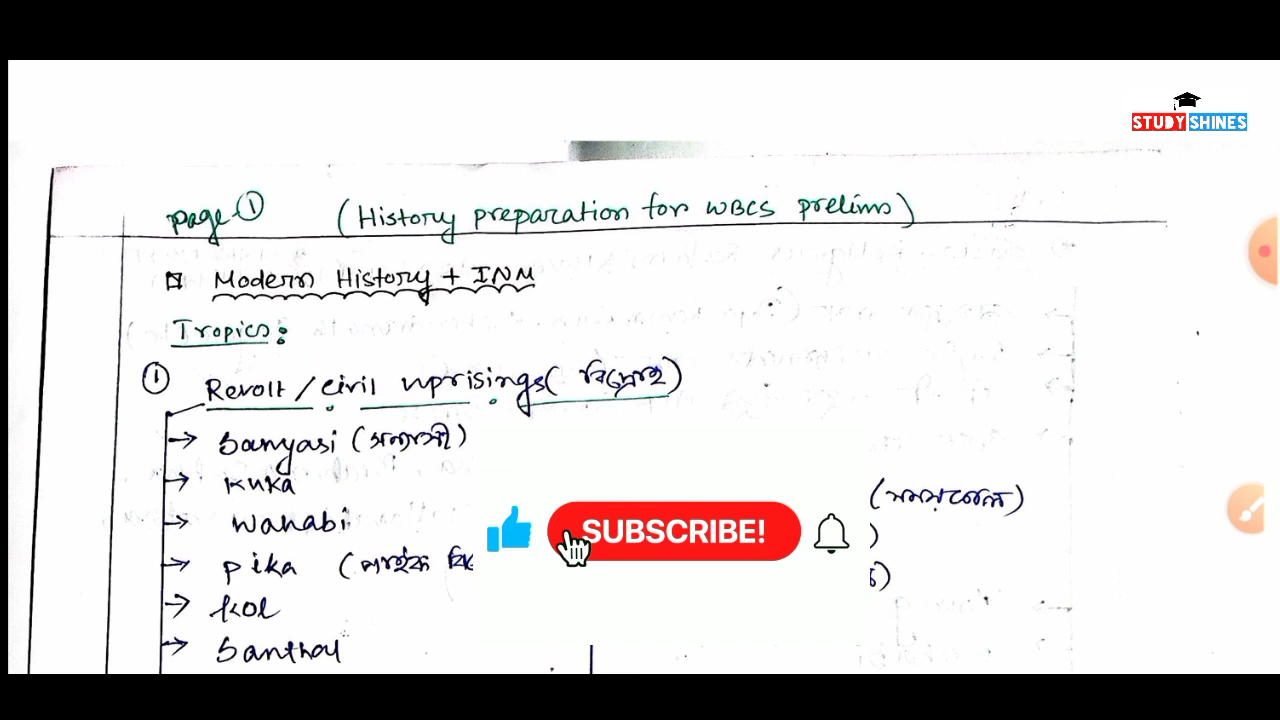 STUDY SHINES
Page-① (History preparation for WBCS prelims)
Modern History + INM
Tropics:
① Revolt / civil uprisings (বিদ্রোহ)
→ Sanyasi (সন্ন্যাসী)
→ Kuka
→ Wahabi
→ Pika (পাইক বি
→ Kol
→ Santhal
SUBSCRIBE!
)